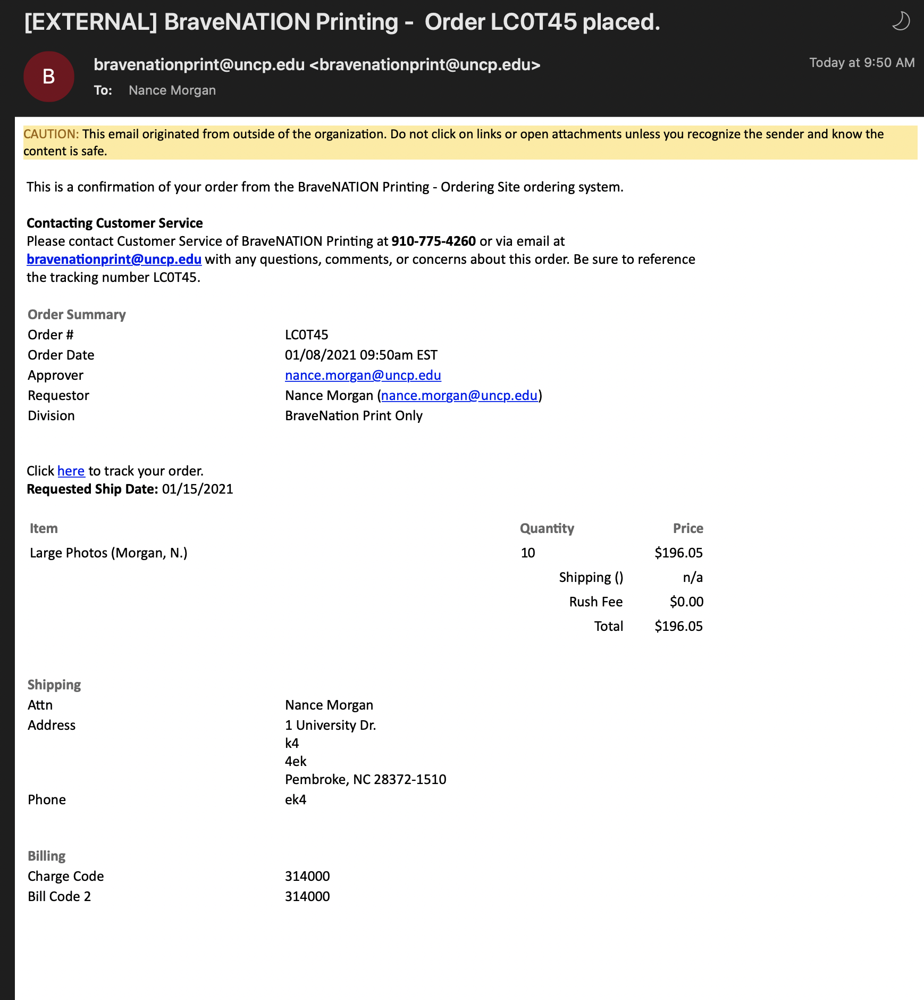 [EXTERNAL] BraveNATION Printing - Order LC0T45 placed.
B
bravenationprint@uncp.edu <bravenationprint@uncp.edu>
Today at 9:50 AM
To: Nance Morgan
CAUTION: This email originated from outside of the organization. Do not click on links or open attachments unless you recognize the sender and know the
content is safe.
This is a confirmation of your order from the BraveNATION Printing - Ordering Site ordering system.
Contacting Customer Service
Please contact Customer Service of BraveNATION Printing at 910-775-4260 or via email at
bravenationprint@uncp.edu with any questions, comments, or concerns about this order. Be sure to reference
the tracking number LC0T45.
Order Summary
Order # LC0T45
Order Date 01/08/2021 09:50am EST
Approver nance.morgan@uncp.edu
Requestor Nance Morgan (nance.morgan@uncp.edu)
Division BraveNation Print Only
Click here to track your order.
Requested Ship Date: 01/15/2021
Item Quantity Price
Large Photos (Morgan, N.) 10 $196.05
Shipping () n/a
Rush Fee $0.00
Total $196.05
Shipping
Attn Nance Morgan
Address 1 University Dr.
k4
4ek
Pembroke, NC 28372-1510
Phone ek4
Billing
Charge Code 314000
Bill Code 2 314000